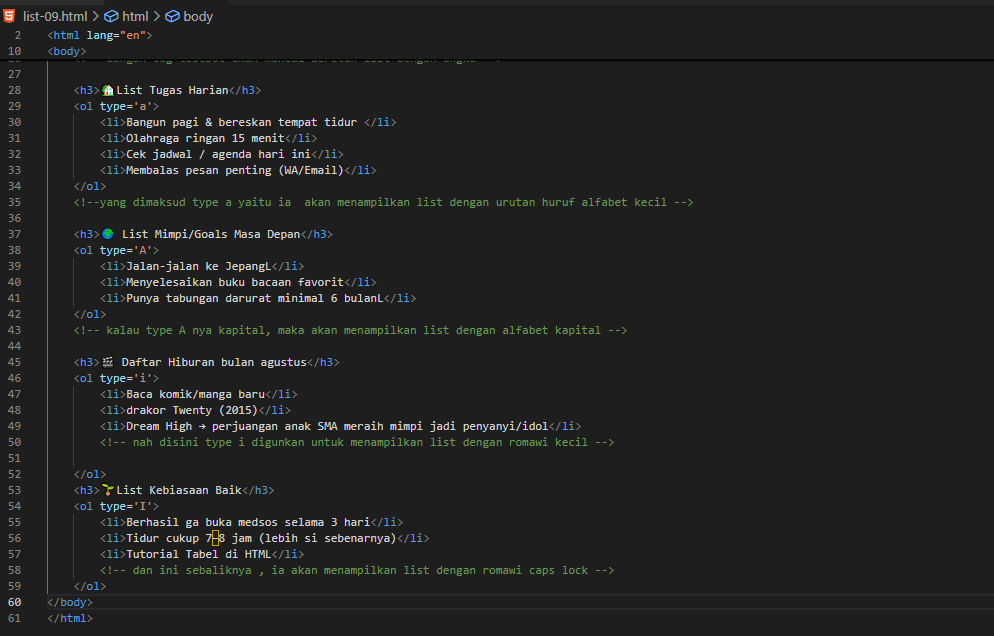 list-09.html > html > body
2 <html lang="en">
10 <body>
27
28 <h3>🏠List Tugas Harian</h3>
29 <ol type='a'>
30 <li>Bangun pagi & bereskan tempat tidur </li>
31 <li>Olahraga ringan 15 menit</li>
32 <li>Cek jadwal / agenda hari ini</li>
33 <li>Membalas pesan penting (WA/Email)</li>
34 </ol>
35 <!--yang dimaksud type a yaitu ia  akan menampilkan list dengan urutan huruf alfabet kecil -->
36
37 <h3>🌍 List Mimpi/Goals Masa Depan</h3>
38 <ol type='A'>
39 <li>Jalan-jalan ke JepangL</li>
40 <li>Menyelesaikan buku bacaan favorit</li>
41 <li>Punya tabungan darurat minimal 6 bulanL</li>
42 </ol>
43 <!-- kalau type A nya kapital, maka akan menampilkan list dengan alfabet kapital -->
44
45 <h3>🎬 Daftar Hiburan bulan agustus</h3>
46 <ol type='i'>
47 <li>Baca komik/manga baru</li>
48 <li>drakor Twenty (2015)</li>
49 <li>Dream High → perjuangan anak SMA meraih mimpi jadi penyanyi/idol</li>
50 <!-- nah disini type i digunkan untuk menampilkan list dengan romawi kecil -->
51
52 </ol>
53 <h3>🌱List Kebiasaan Baik</h3>
54 <ol type='I'>
55 <li>Berhasil ga buka medsos selama 3 hari</li>
56 <li>Tidur cukup 7–8 jam (lebih si sebenarnya)</li>
57 <li>Tutorial Tabel di HTML</li>
58 <!-- dan ini sebaliknya , ia akan menampilkan list dengan romawi caps lock -->
59 </ol>
60 </body>
61 </html>